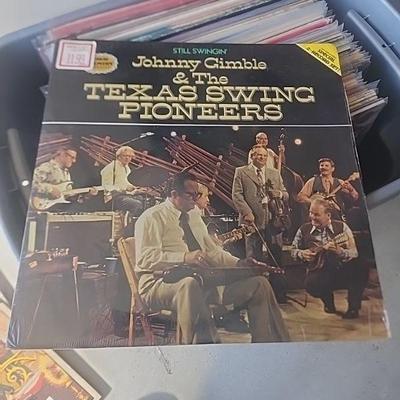 STILL SWINGIN'
Johnny Gimble
& The
TEXAS SWING
PIONEERS